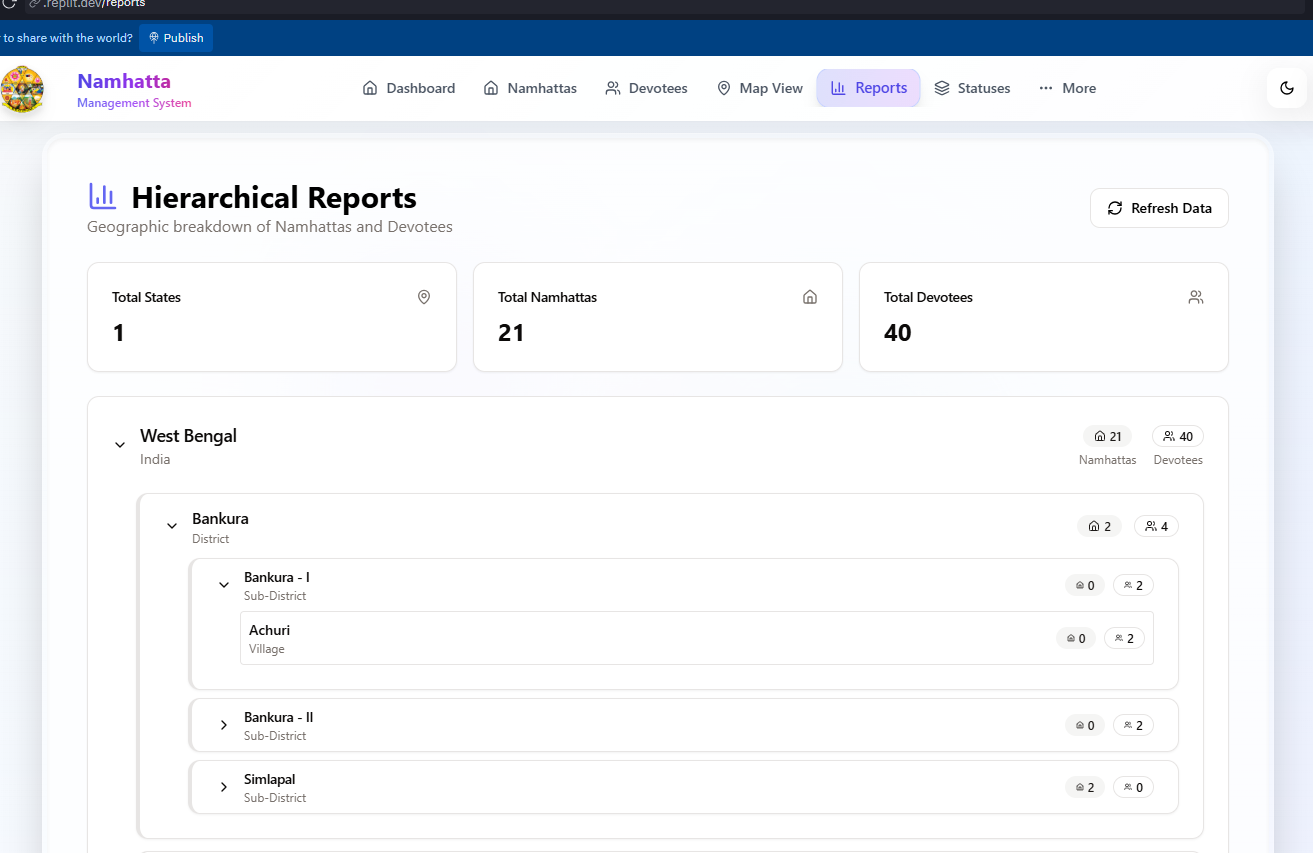 .replit.dev/reports
to share with the world? Publish
Namhatta
Management System
Dashboard Namhattas Devotees Map View Reports Statuses More
Hierarchical Reports
Geographic breakdown of Namhattas and Devotees
Refresh Data
Total States
1
Total Namhattas
21
Total Devotees
40
West Bengal
India
21 40
Namhattas Devotees
Bankura
District
2 4
Bankura - I
Sub-District
0 2
Achuri
Village
0 2
Bankura - II
Sub-District
0 2
Simlapal
Sub-District
2 0